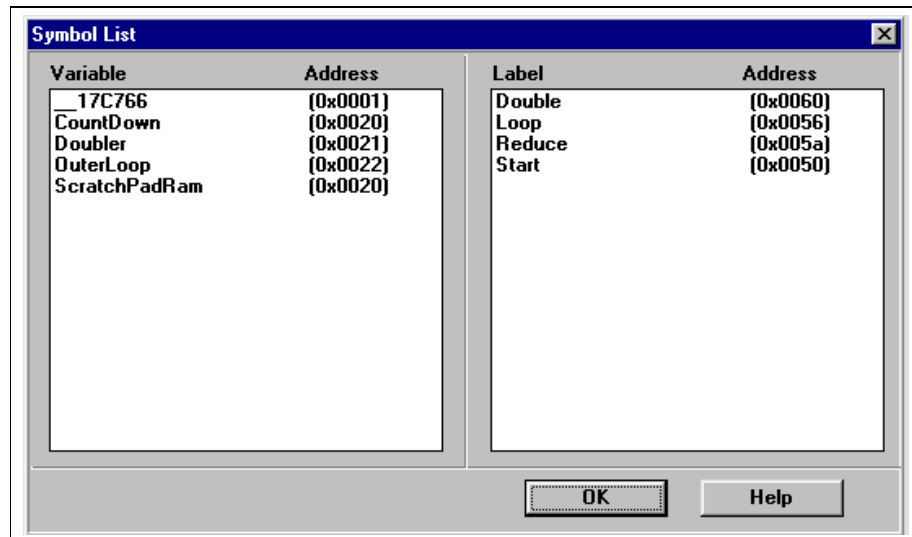 Symbol List
Variable Address
__17C766 (0x0001)
CountDown (0x0020)
Doubler (0x0021)
OuterLoop (0x0022)
ScratchPadRam (0x0020)
Label Address
Double (0x0060)
Loop (0x0056)
Reduce (0x005a)
Start (0x0050)
OK Help